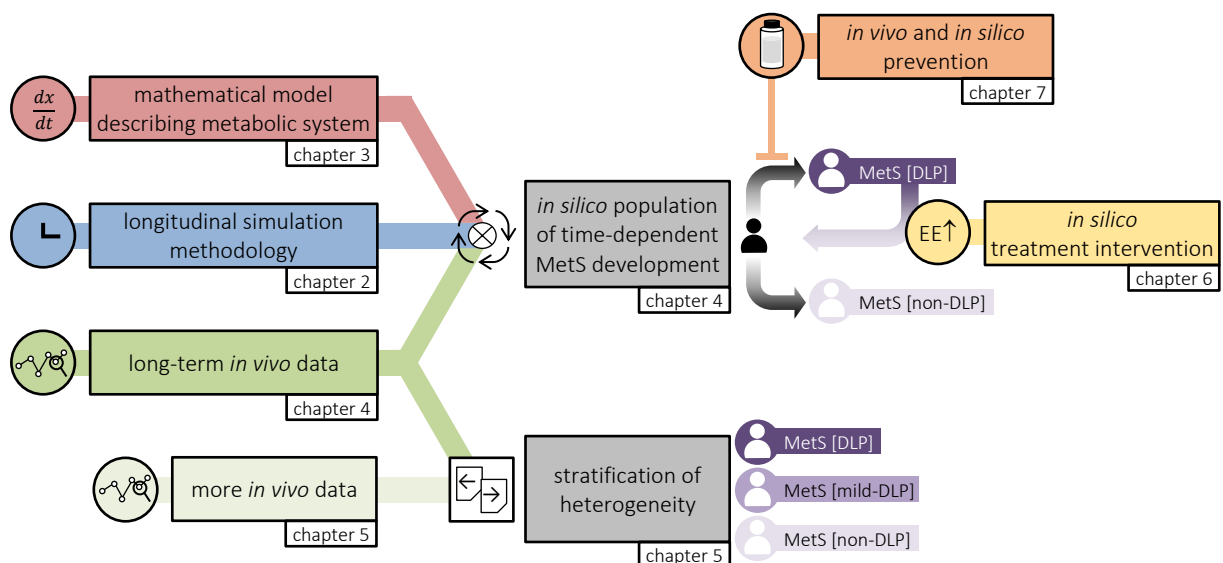 in vivo and in silico
prevention
chapter 7
dx
dt
mathematical model
describing metabolic system
chapter 3
longitudinal simulation
methodology
chapter 2
long-term in vivo data
chapter 4
more in vivo data
chapter 5
in silico population
of time-dependent
MetS development
chapter 4
MetS [DLP]
MetS [non-DLP]
EE↑
in silico
treatment intervention
chapter 6
stratification of
heterogeneity
chapter 5
MetS [DLP]
MetS [mild-DLP]
MetS [non-DLP]